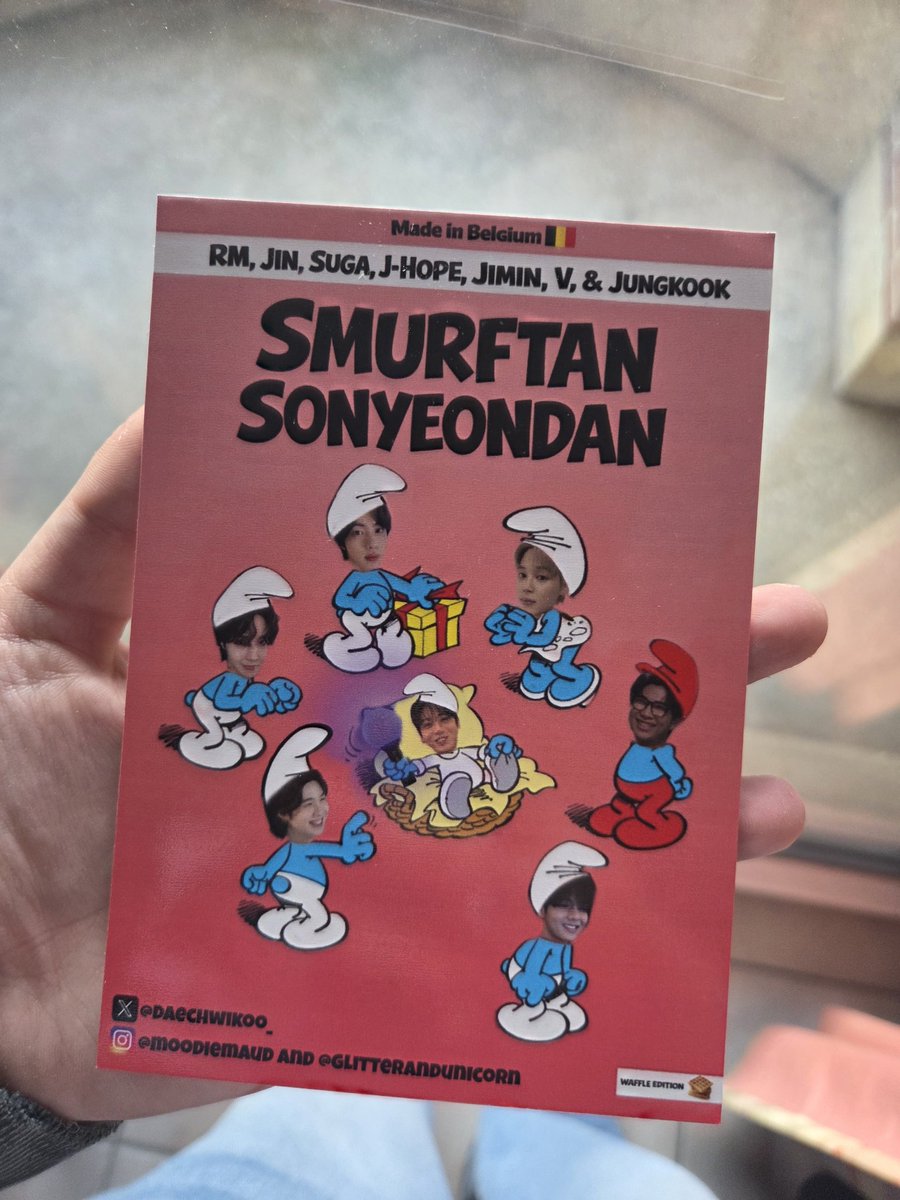 Made in Belgium
RM, JIN, SUGA, J-HOPE, JIMIN, V, & JUNGKOOK
SMURFTAN
SONYEONDAN
@DAECHWIKOO_
@MOODIEMAUD AND @GLITTERANDUNICORN
WAFFLE EDITION